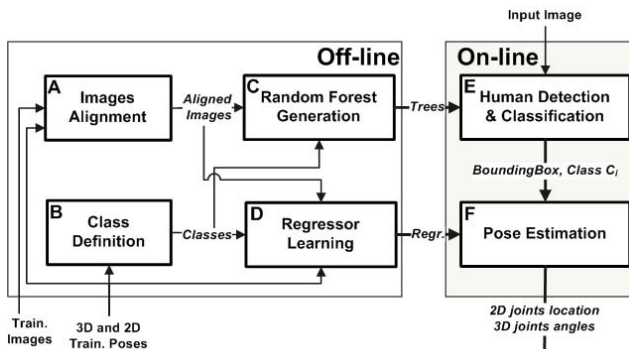 Input Image
Off-line
On-line
A
Images
Alignment
Aligned
Images
C
Random Forest
Generation
Trees
E
Human Detection
& Classification
BoundingBox, Class Ci
B
Class
Definition
Classes
D
Regressor
Learning
Regr.
F
Pose Estimation
Train.
Images
3D and 2D
Train. Poses
2D joints location
3D joints angles